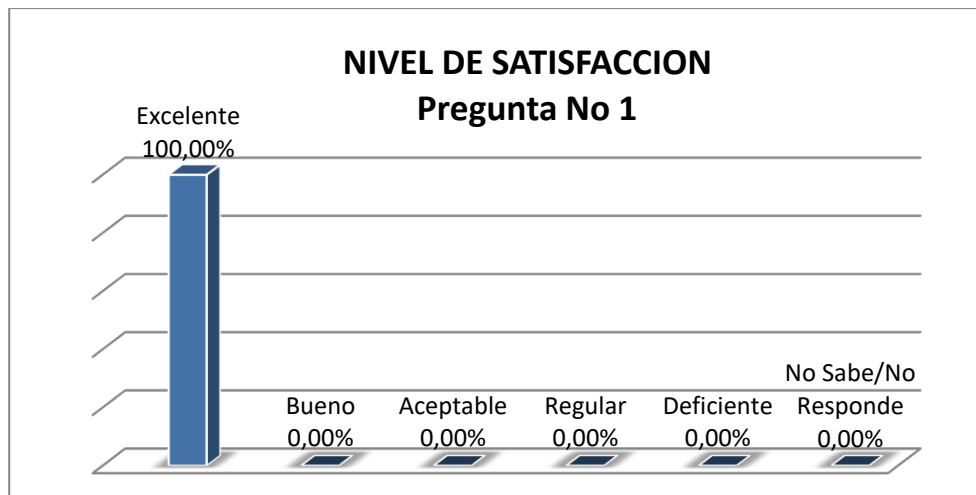 NIVEL DE SATISFACCION
Pregunta No 1
Excelente
100,00%
Bueno
0,00%
Aceptable
0,00%
Regular
0,00%
Deficiente
0,00%
No Sabe/No
Responde
0,00%